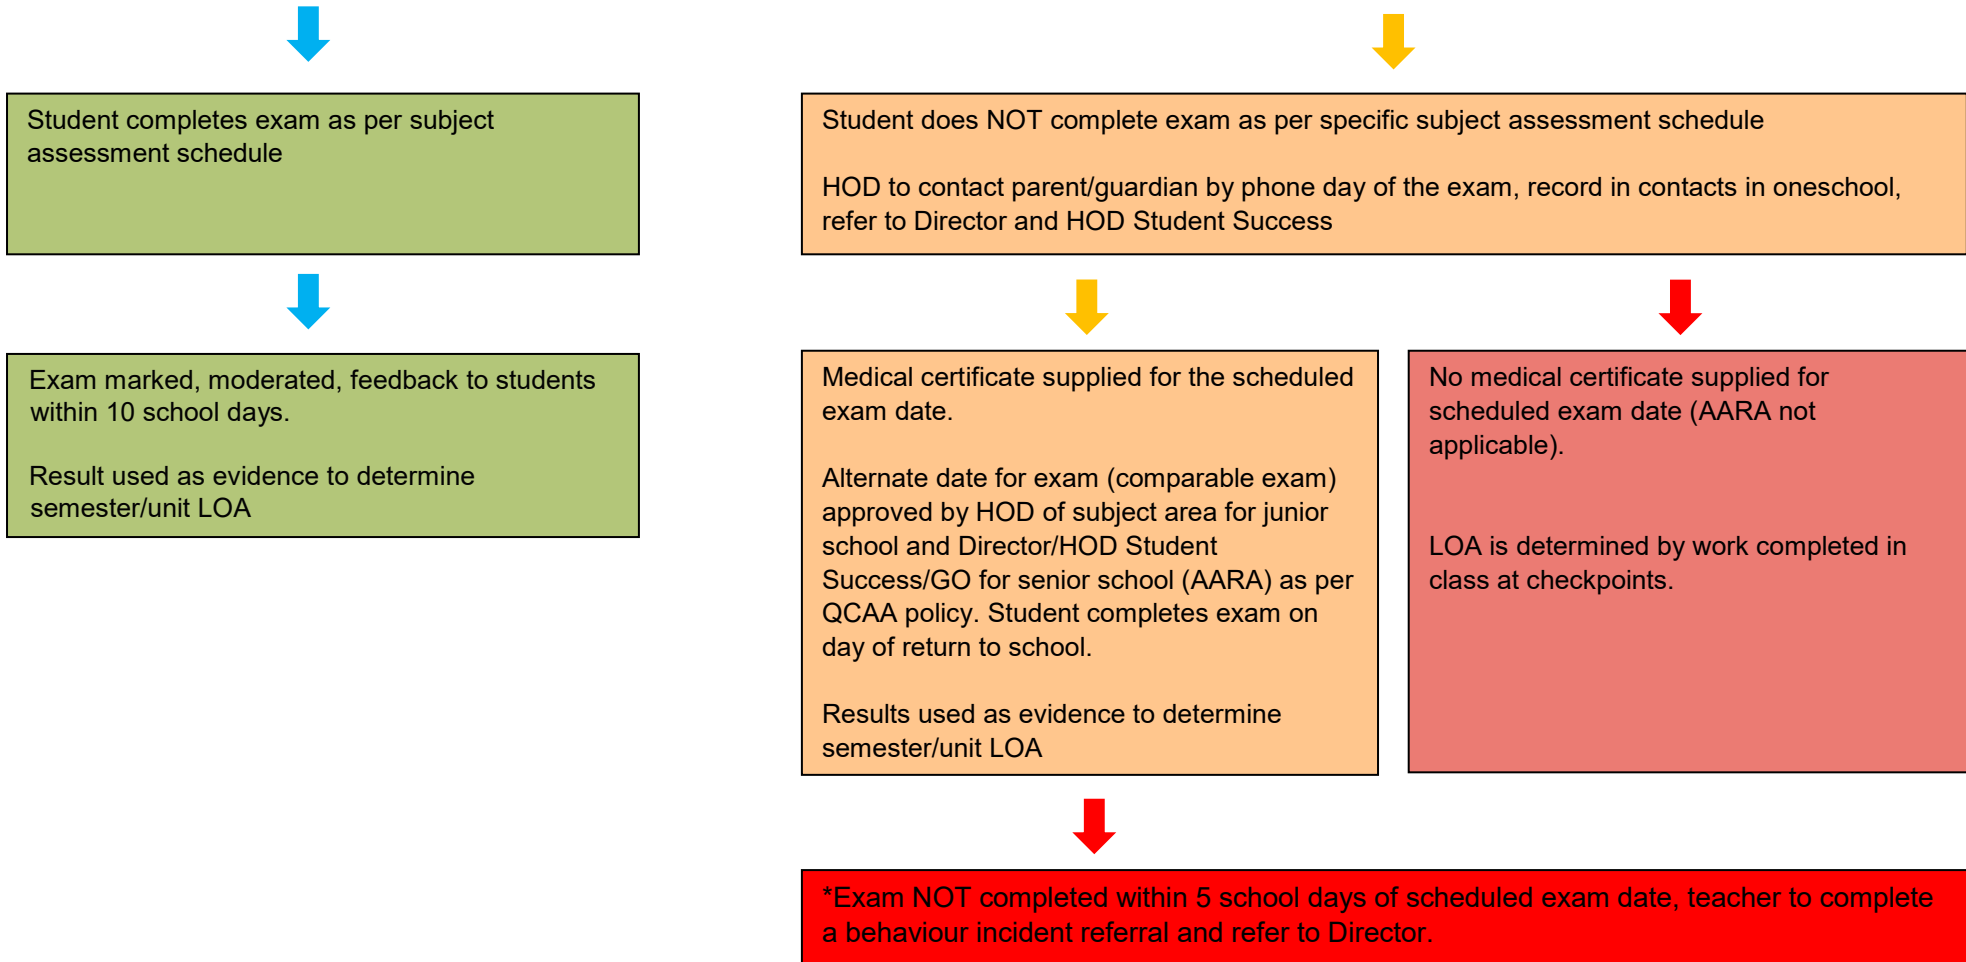 Student completes exam as per subject
assessment schedule
Student does NOT complete exam as per specific subject assessment schedule
HOD to contact parent/guardian by phone day of the exam, record in contacts in oneschool,
refer to Director and HOD Student Success
Exam marked, moderated, feedback to students
within 10 school days.
Result used as evidence to determine
semester/unit LOA
Medical certificate supplied for the scheduled
exam date.
Alternate date for exam (comparable exam)
approved by HOD of subject area for junior
school and Director/HOD Student
Success/GO for senior school (AARA) as per
QCAA policy. Student completes exam on
day of return to school.
Results used as evidence to determine
semester/unit LOA
No medical certificate supplied for
scheduled exam date (AARA not
applicable).
LOA is determined by work completed in
class at checkpoints.
*Exam NOT completed within 5 school days of scheduled exam date, teacher to complete
a behaviour incident referral and refer to Director.